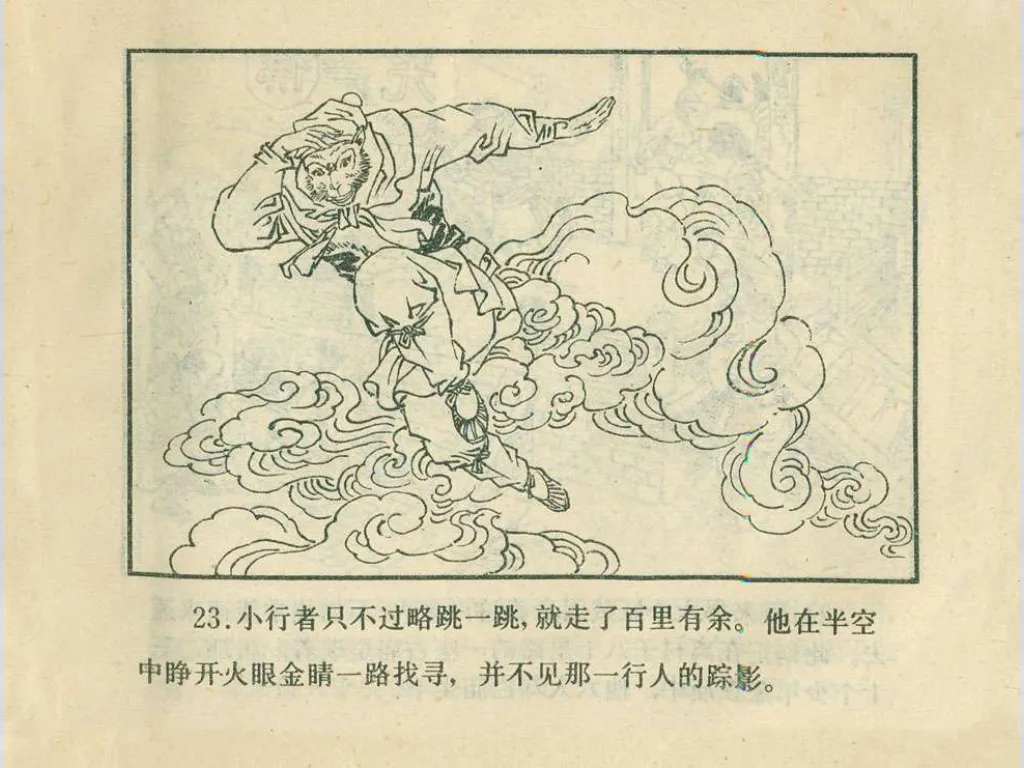 23.小行者只不过略跳一跳,就走了百里有余。他在半空
中睁开火眼金睛一路找寻，并不见那一行人的踪影。